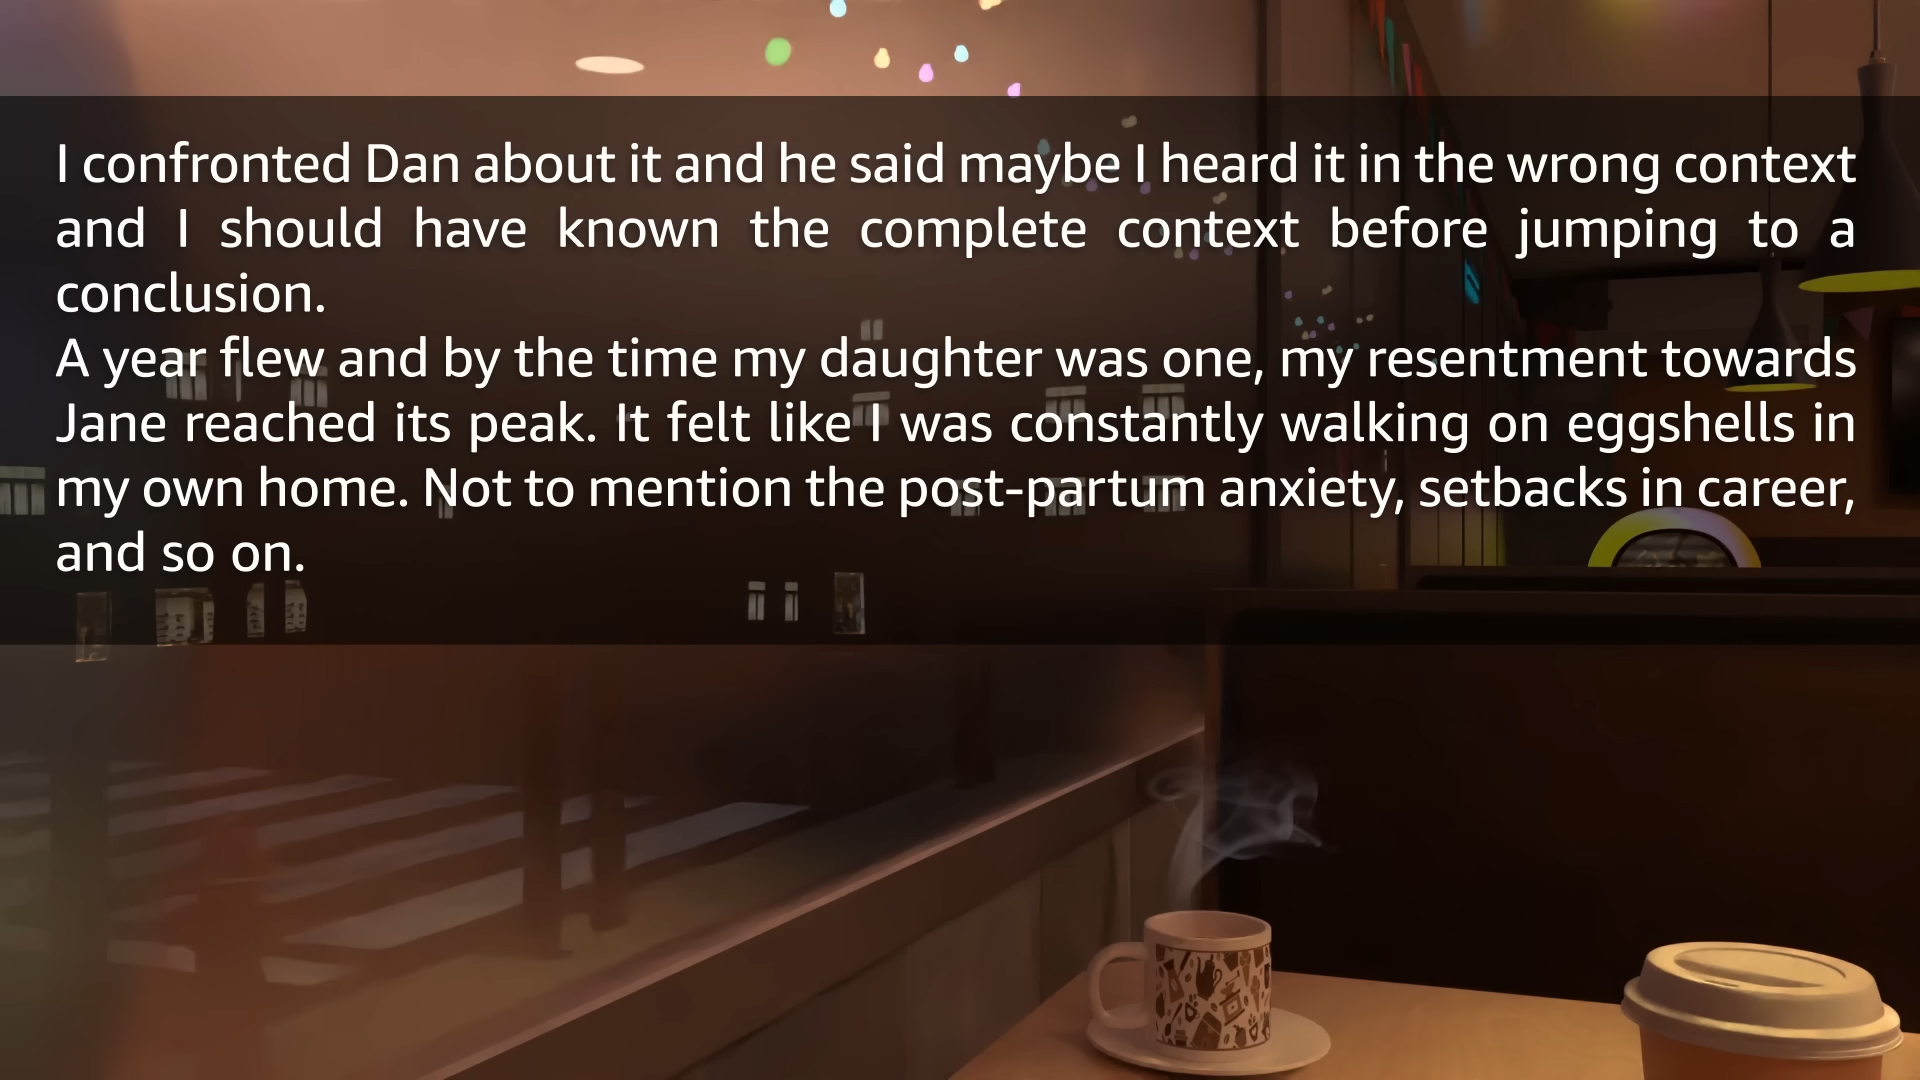 I confronted Dan about it and he said maybe I heard it in the wrong context
and I should have known the complete context before jumping to a
conclusion.
A year flew and by the time my daughter was one, my resentment towards
Jane reached its peak. It felt like I was constantly walking on eggshells in
my own home. Not to mention the post-partum anxiety, setbacks in career,
and so on.